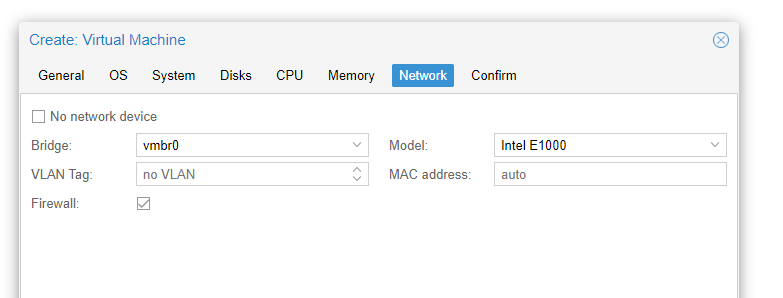 Create: Virtual Machine
General OS System Disks CPU Memory Network Confirm
No network device
Bridge: vmbr0 Model: Intel E1000
VLAN Tag: no VLAN MAC address: auto
Firewall: